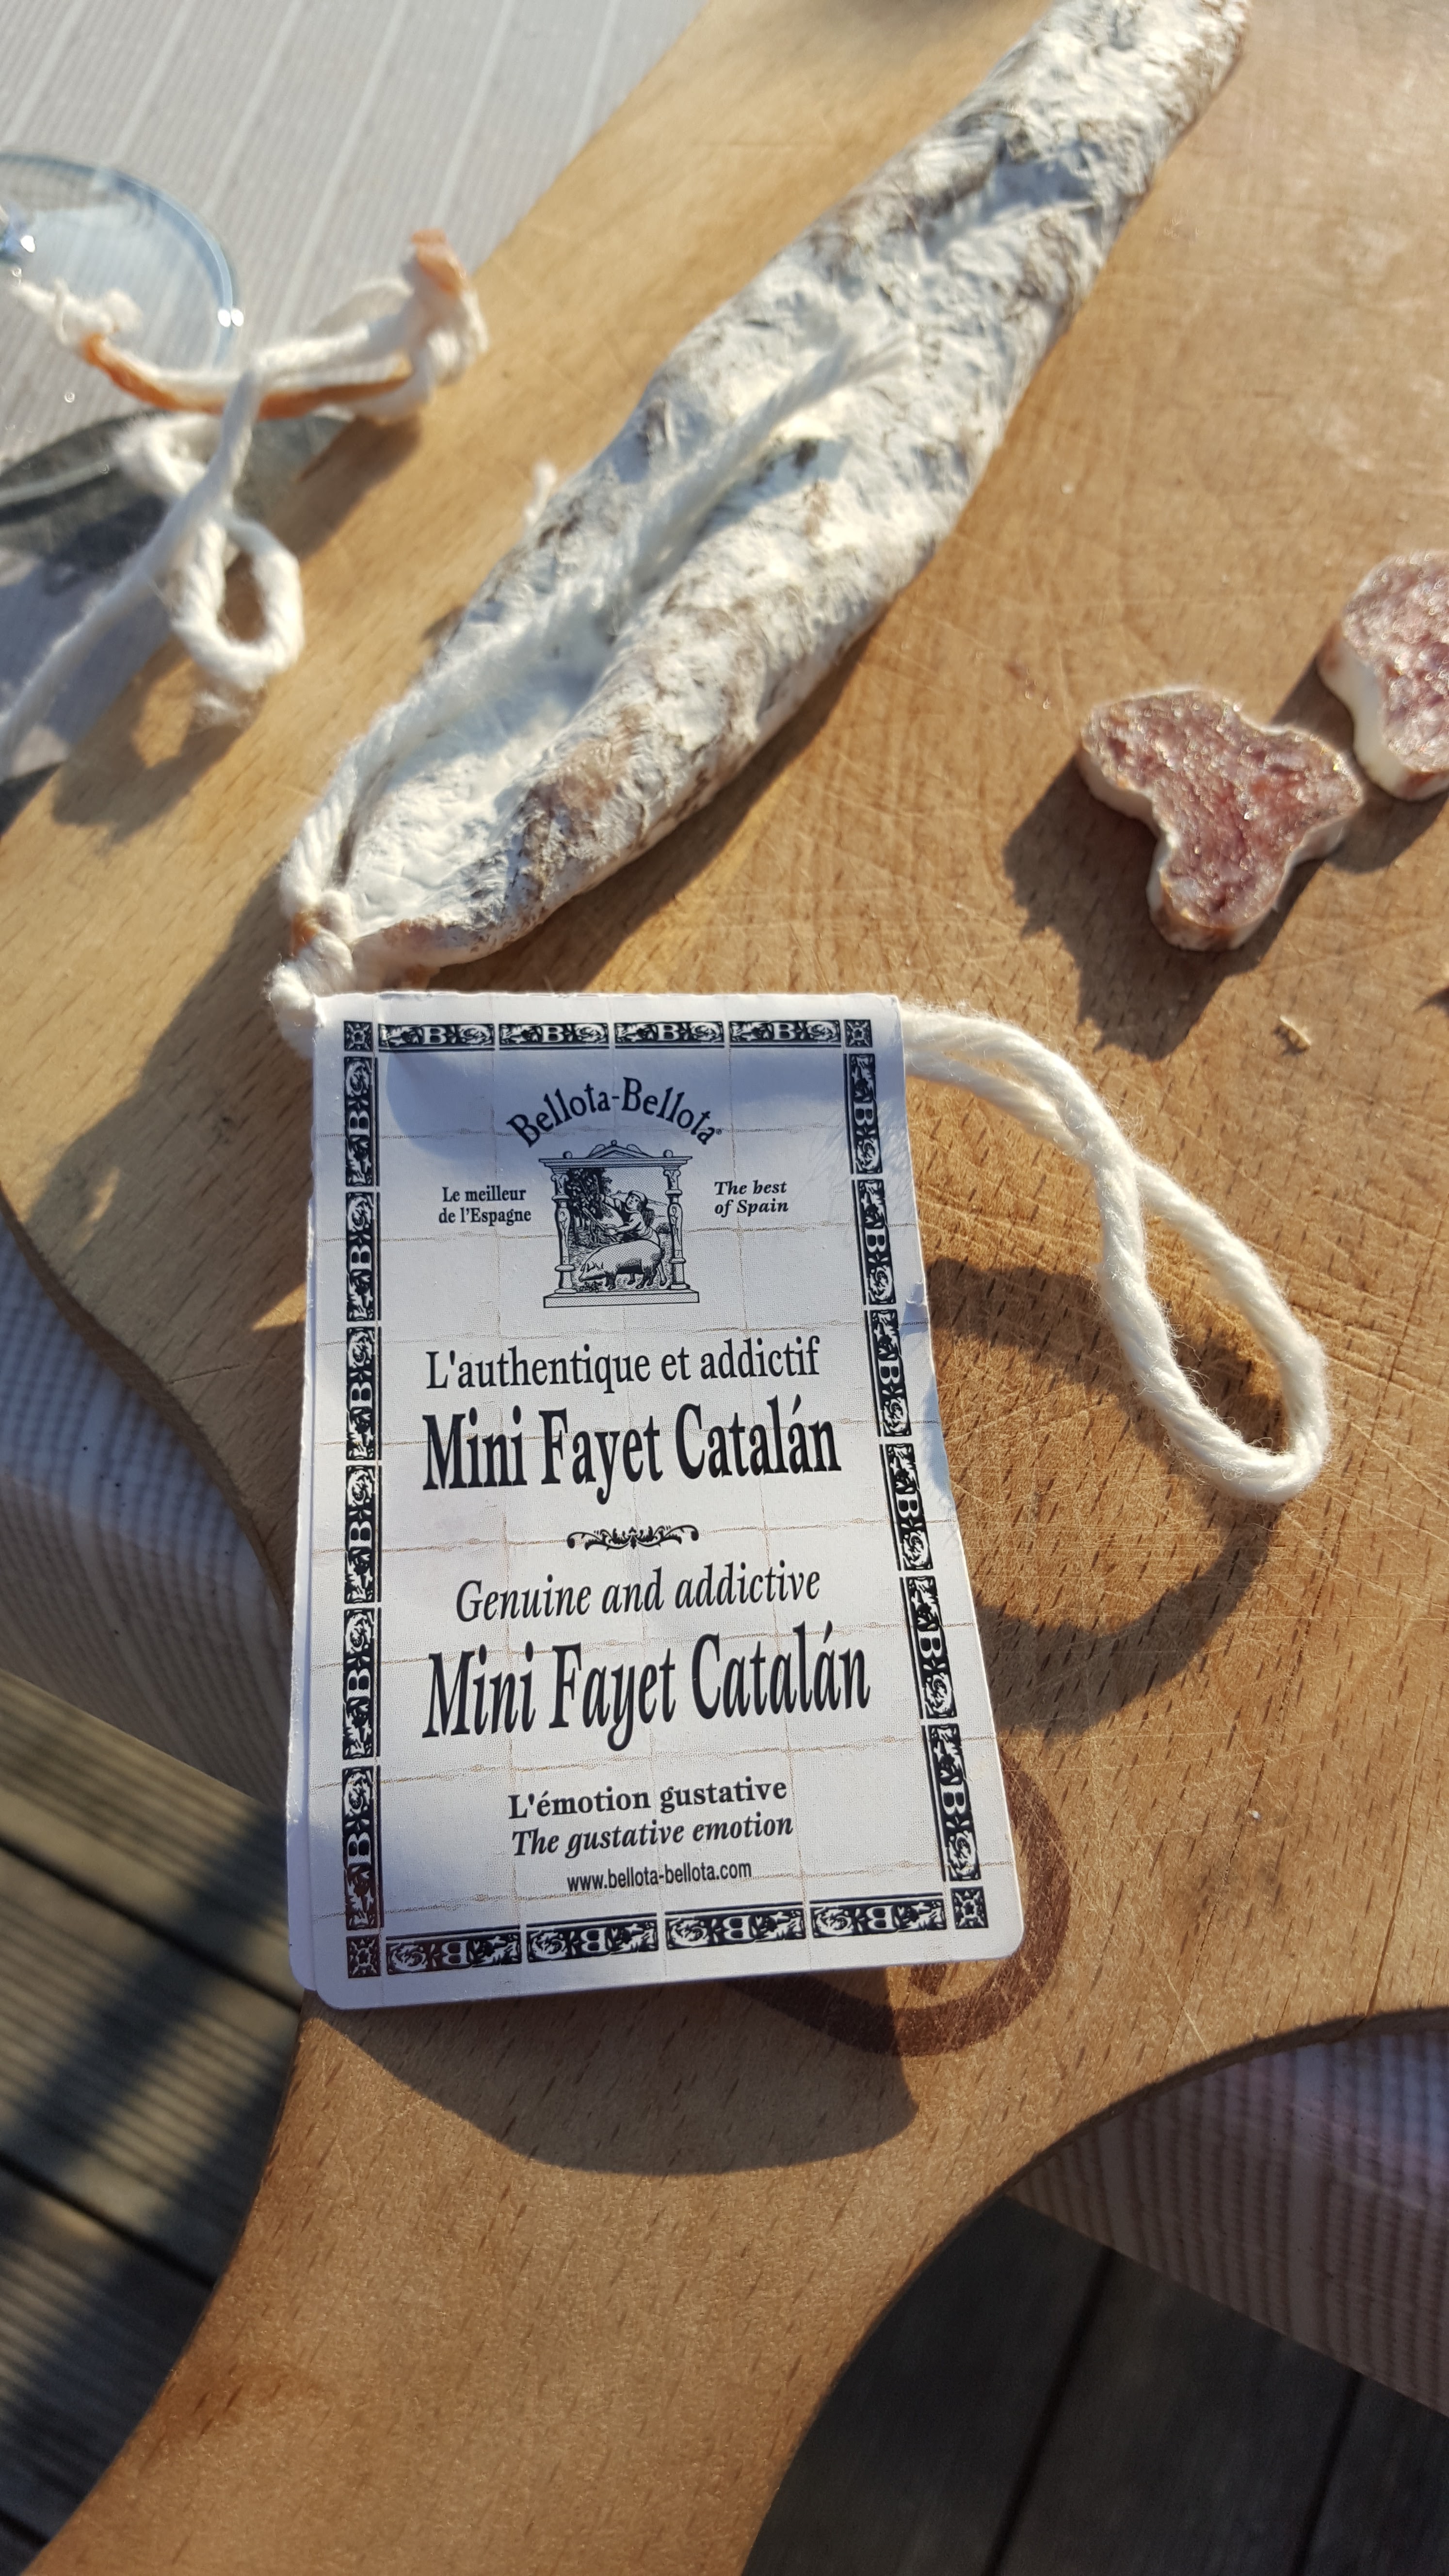 Bellota-Bellota
Le meilleur
de l'Espagne
The best
of Spain
L'authentique et addictif
Mini Fayet Catalán
Genuine and addictive
Mini Fayet Catalán
L'émotion gustative
The gustative emotion
www.bellota-bellota.com